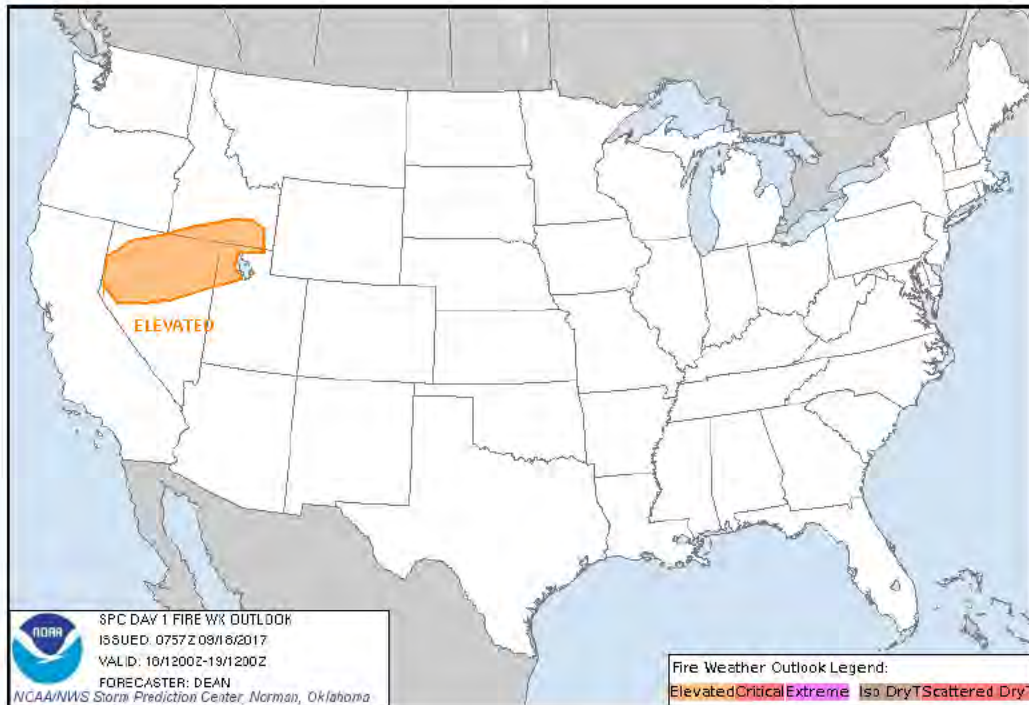 ELEVATED
NOAA
SPC DAY 1 FIRE WX OUTLOOK
ISSUED: 0757Z 09/18/2017
VALID: 18/1200Z-19/1200Z
FORECASTER: DEAN
NOAA/NWS Storm Prediction Center, Norman, Oklahoma
Fire Weather Outlook Legend:
Elevated Critical Extreme Iso DryT Scattered DryT